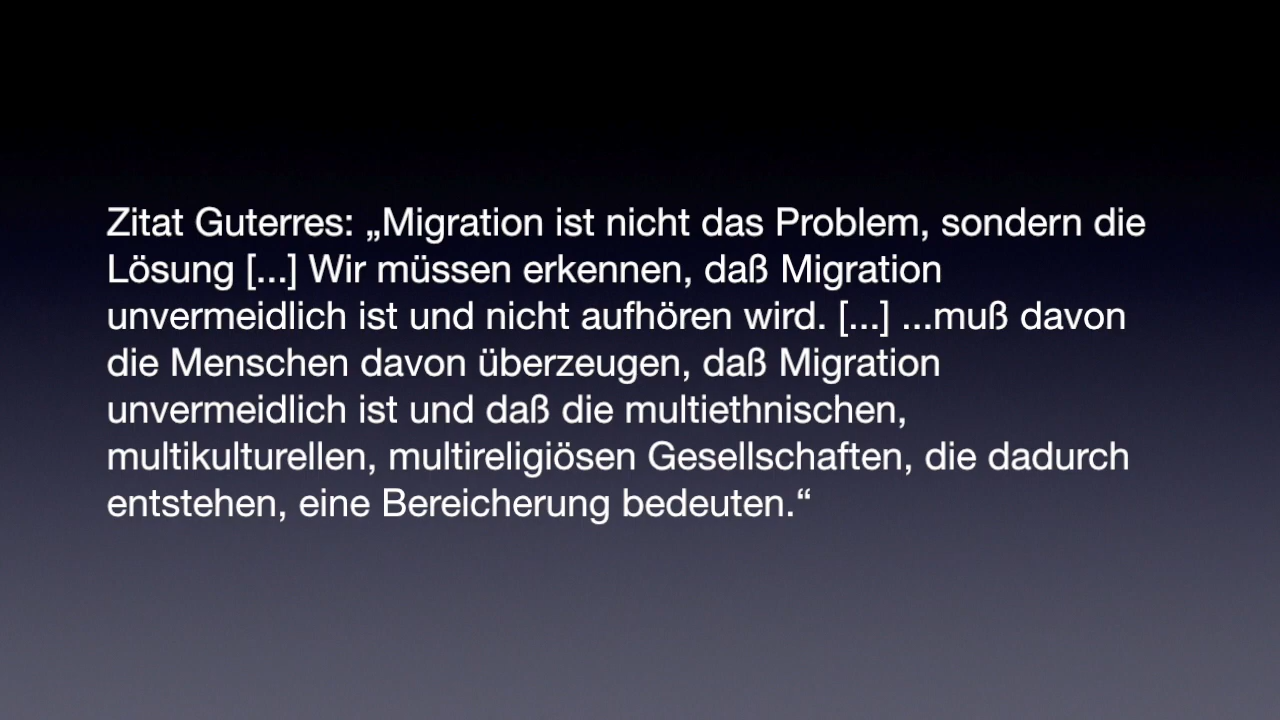 Zitat Guterres: „Migration ist nicht das Problem, sondern die
Lösung [...] Wir müssen erkennen, daß Migration
unvermeidlich ist und nicht aufhören wird. [...] ...muß davon
die Menschen davon überzeugen, daß Migration
unvermeidlich ist und daß die multiethnischen,
multikulturellen, multireligiösen Gesellschaften, die dadurch
entstehen, eine Bereicherung bedeuten.“